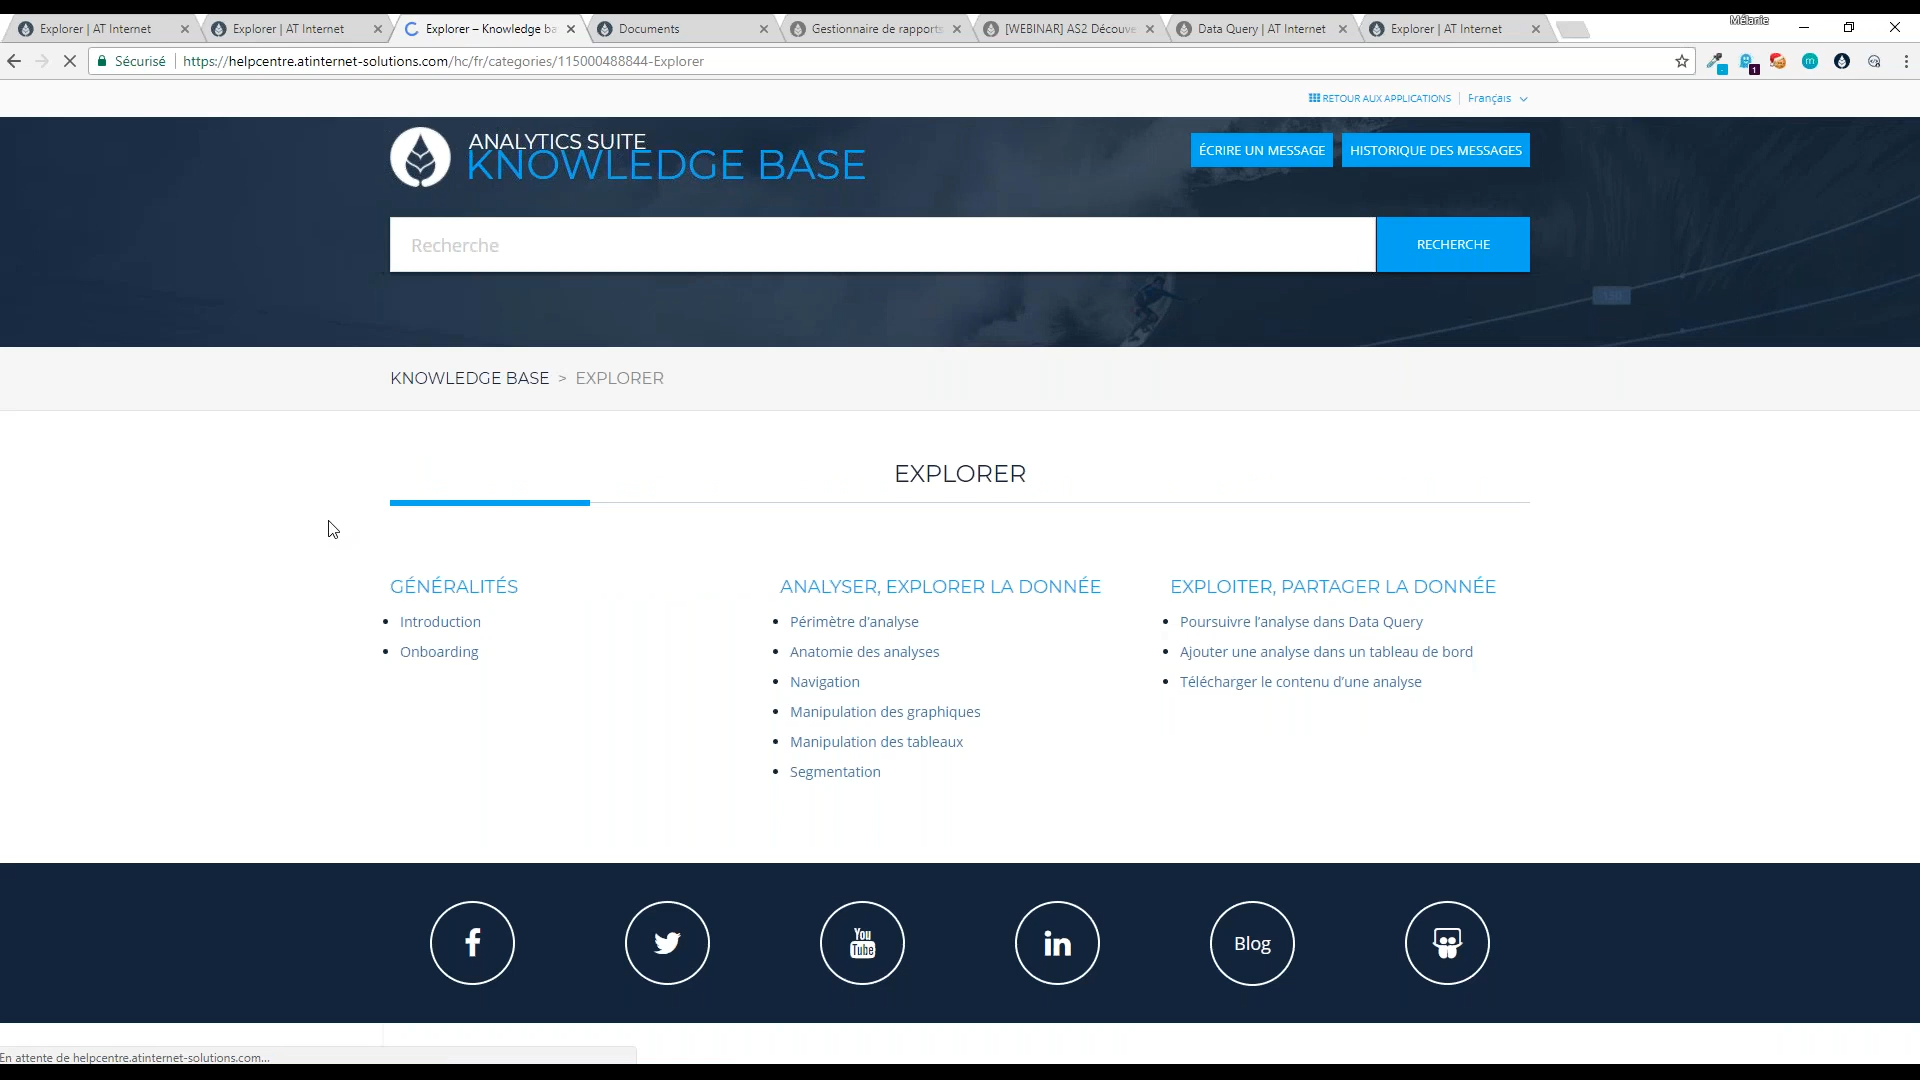 Explorer | AT Internet
Explorer | AT Internet
Explorer – Knowledge ba
Documents
Gestionnaire de rapports
[WEBINAR] AS2 Découve
Data Query | AT Internet
Explorer | AT Internet
Mélanie
Sécurisé
https://helpcentre.atinternet-solutions.com/hc/fr/categories/115000488844-Explorer
1
m
RETOUR AUX APPLICATIONS
Français
ANALYTICS SUITE
KNOWLEDGE BASE
ÉCRIRE UN MESSAGE
HISTORIQUE DES MESSAGES
Recherche
RECHERCHE
KNOWLEDGE BASE > EXPLORER
EXPLORER
GÉNÉRALITÉS
Introduction
Onboarding
ANALYSER, EXPLORER LA DONNÉE
Périmètre d’analyse
Anatomie des analyses
Navigation
Manipulation des graphiques
Manipulation des tableaux
Segmentation
EXPLOITER, PARTAGER LA DONNÉE
Poursuivre l’analyse dans Data Query
Ajouter une analyse dans un tableau de bord
Télécharger le contenu d’une analyse
f
You
Tube
in
Blog
En attente de helpcentre.atinternet-solutions.com...